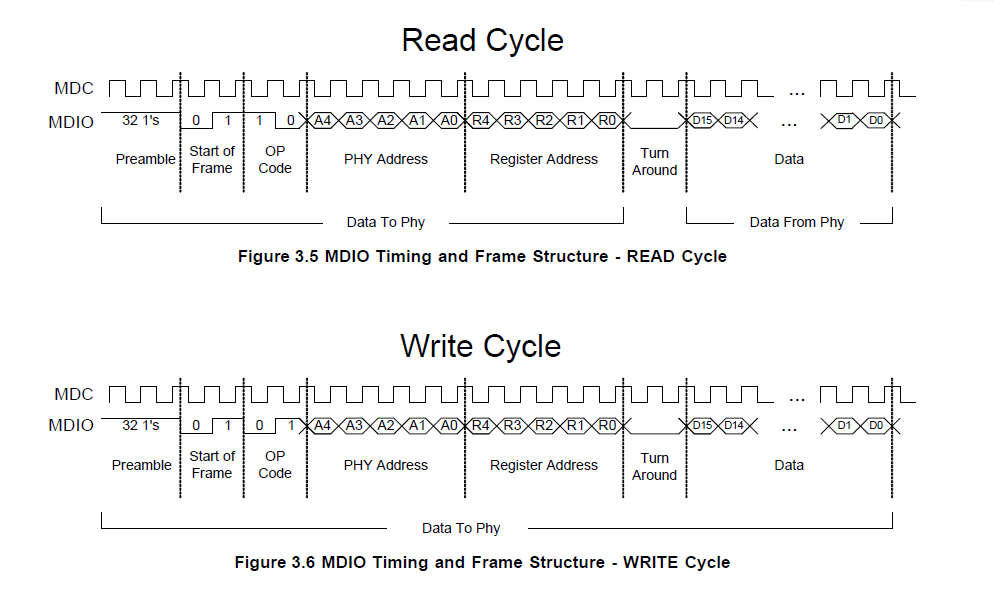 Read Cycle
MDC ...
MDIO 32 1's 0 1 1 0 A4 A3 A2 A1 A0 R4 R3 R2 R1 R0 D15 D14 ... D1 D0
Preamble Start of Frame OP Code PHY Address Register Address Turn Around Data
Data To Phy Data From Phy
Figure 3.5 MDIO Timing and Frame Structure - READ Cycle
Write Cycle
MDC ...
MDIO 32 1's 0 1 0 1 A4 A3 A2 A1 A0 R4 R3 R2 R1 R0 D15 D14 ... D1 D0
Preamble Start of Frame OP Code PHY Address Register Address Turn Around Data
Data To Phy
Figure 3.6 MDIO Timing and Frame Structure - WRITE Cycle